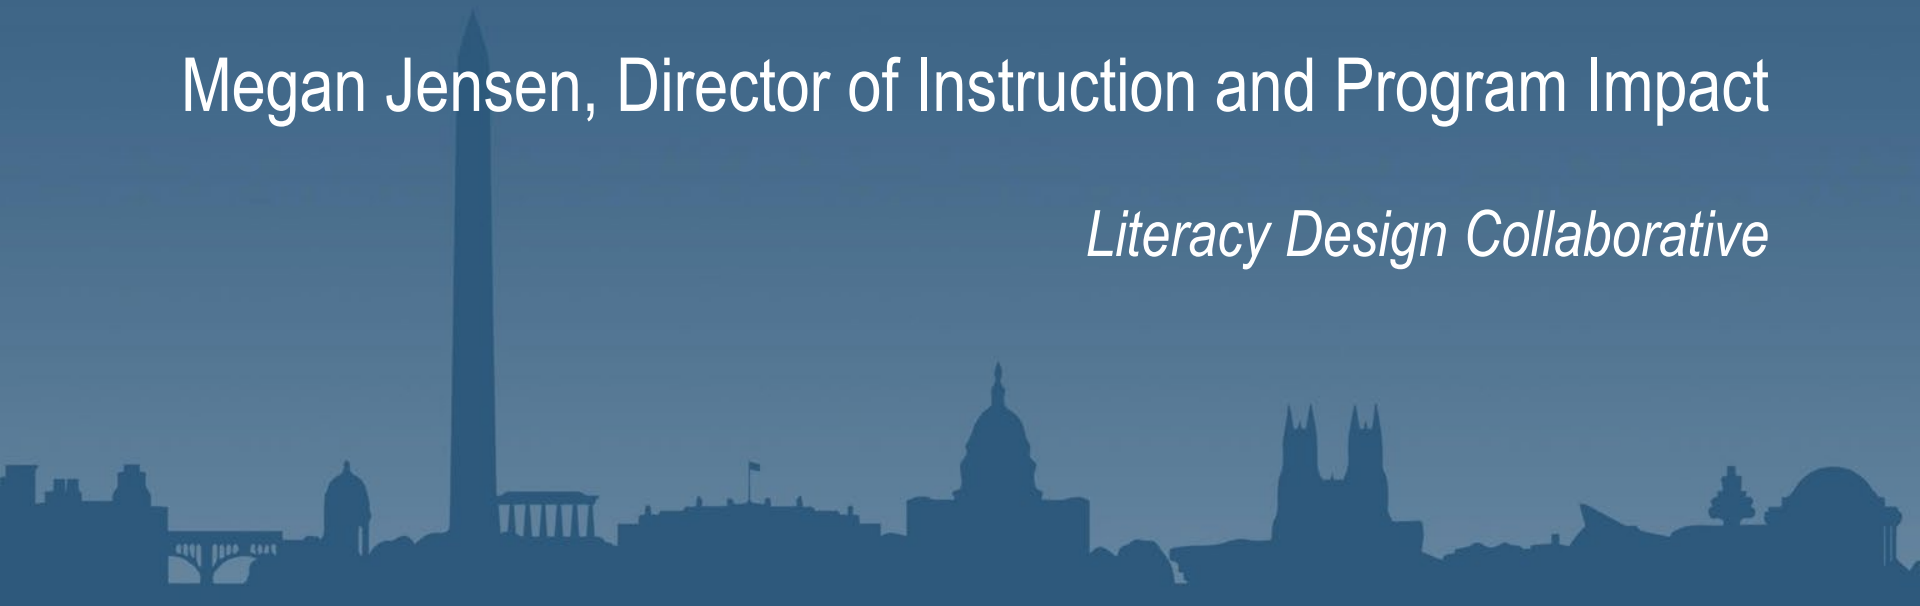 Megan Jensen, Director of Instruction and Program Impact
Literacy Design Collaborative